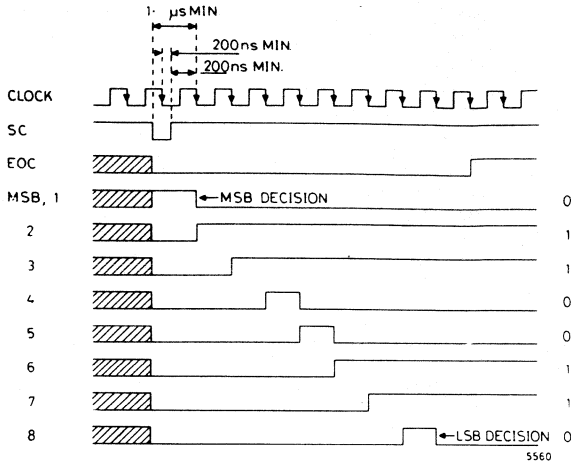 1· μs MIN
200ns MIN.
200ns MIN.
CLOCK
SC
EOC
MSB, 1 ←MSB DECISION 0
2 1
3 1
4 0
5 0
6 1
7 1
8 ←LSB DECISION 0
5560